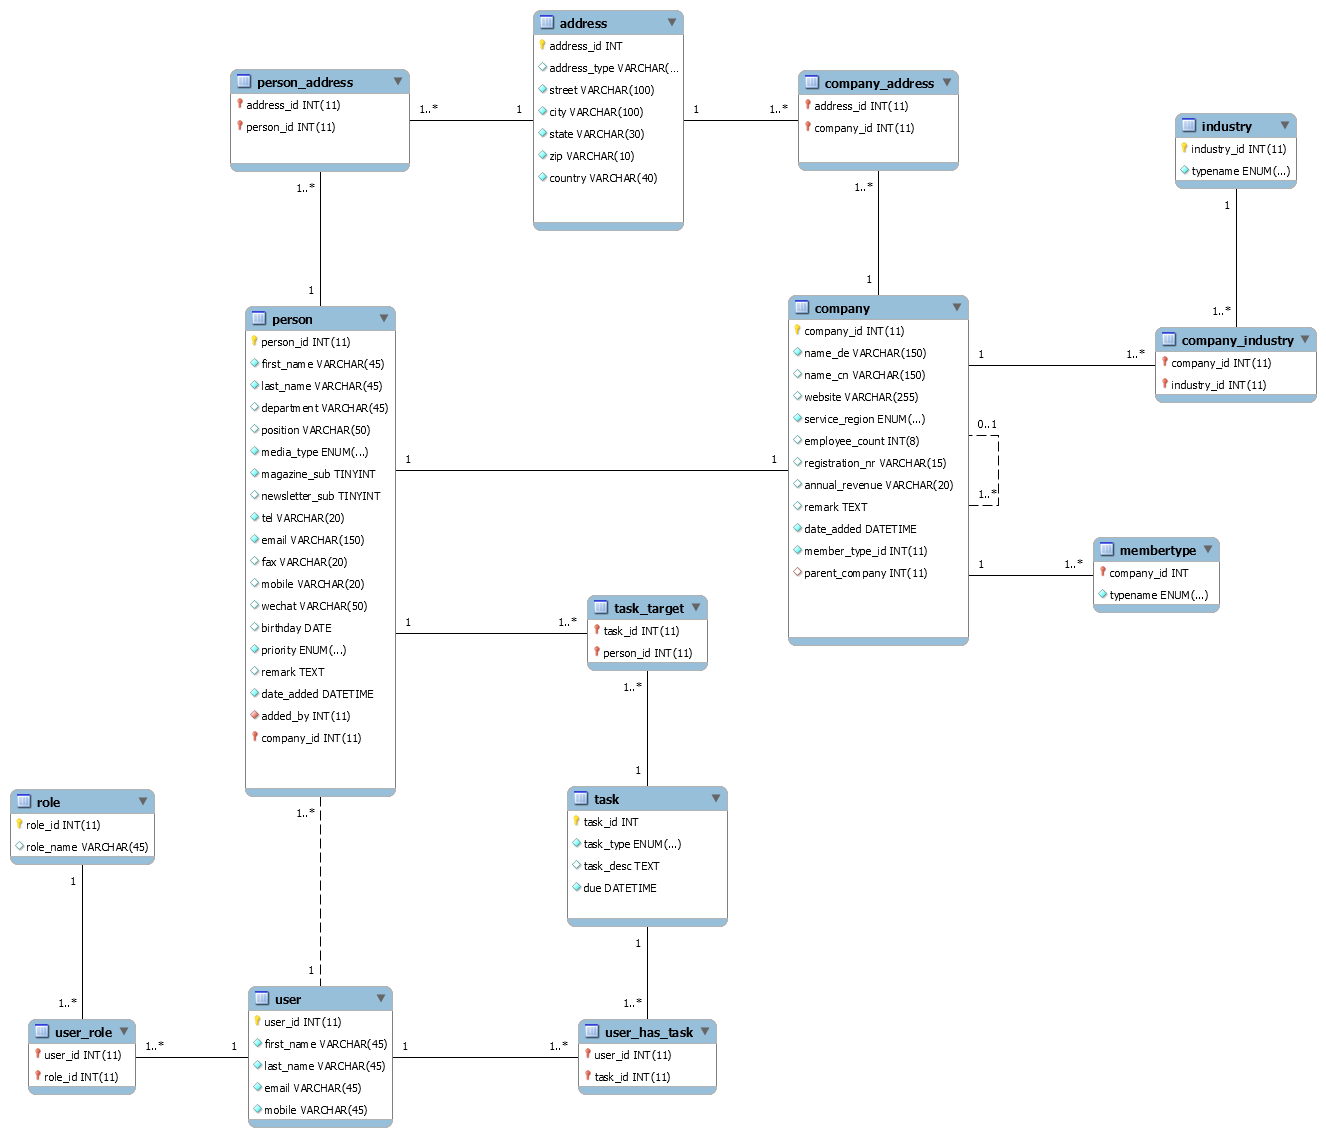 address
address_id INT
address_type VARCHAR(...
street VARCHAR(100)
city VARCHAR(100)
state VARCHAR(30)
zip VARCHAR(10)
country VARCHAR(40)
person_address
address_id INT(11)
person_id INT(11)
1..*
1
1
1..*
company_address
address_id INT(11)
company_id INT(11)
industry
industry_id INT(11)
typename ENUM(...)
1..*
1
1..*
1
1
1..*
person
person_id INT(11)
first_name VARCHAR(45)
last_name VARCHAR(45)
department VARCHAR(45)
position VARCHAR(50)
media_type ENUM(...)
magazine_sub TINYINT
newsletter_sub TINYINT
tel VARCHAR(20)
email VARCHAR(150)
fax VARCHAR(20)
mobile VARCHAR(20)
wechat VARCHAR(50)
birthday DATE
priority ENUM(...)
remark TEXT
date_added DATETIME
added_by INT(11)
company_id INT(11)
company
company_id INT(11)
name_de VARCHAR(150)
name_cn VARCHAR(150)
website VARCHAR(255)
service_region ENUM(...)
employee_count INT(8)
registration_nr VARCHAR(15)
annual_revenue VARCHAR(20)
remark TEXT
date_added DATETIME
member_type_id INT(11)
parent_company INT(11)
1
1..*
company_industry
company_id INT(11)
industry_id INT(11)
0..1
1..*
1
1
1
1..*
membertype
company_id INT
typename ENUM(...)
1
1..*
task_target
task_id INT(11)
person_id INT(11)
1..*
1
task
task_id INT
task_type ENUM(...)
task_desc TEXT
due DATETIME
role
role_id INT(11)
role_name VARCHAR(45)
1..*
1
1
1..*
1
1..*
user
user_id INT(11)
first_name VARCHAR(45)
last_name VARCHAR(45)
email VARCHAR(45)
mobile VARCHAR(45)
user_role
user_id INT(11)
role_id INT(11)
1..*
1
1
1..*
user_has_task
user_id INT(11)
task_id INT(11)